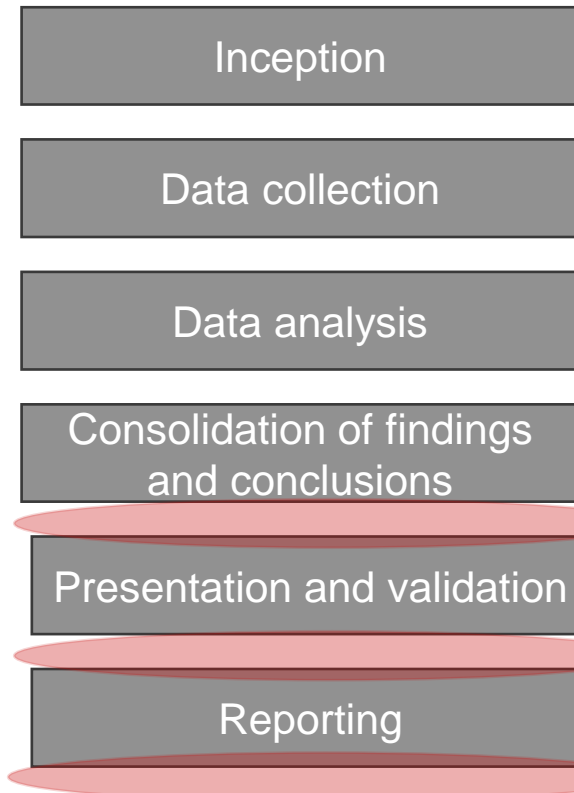 Inception
Data collection
Data analysis
Consolidation of findings
and conclusions
Presentation and validation
Reporting